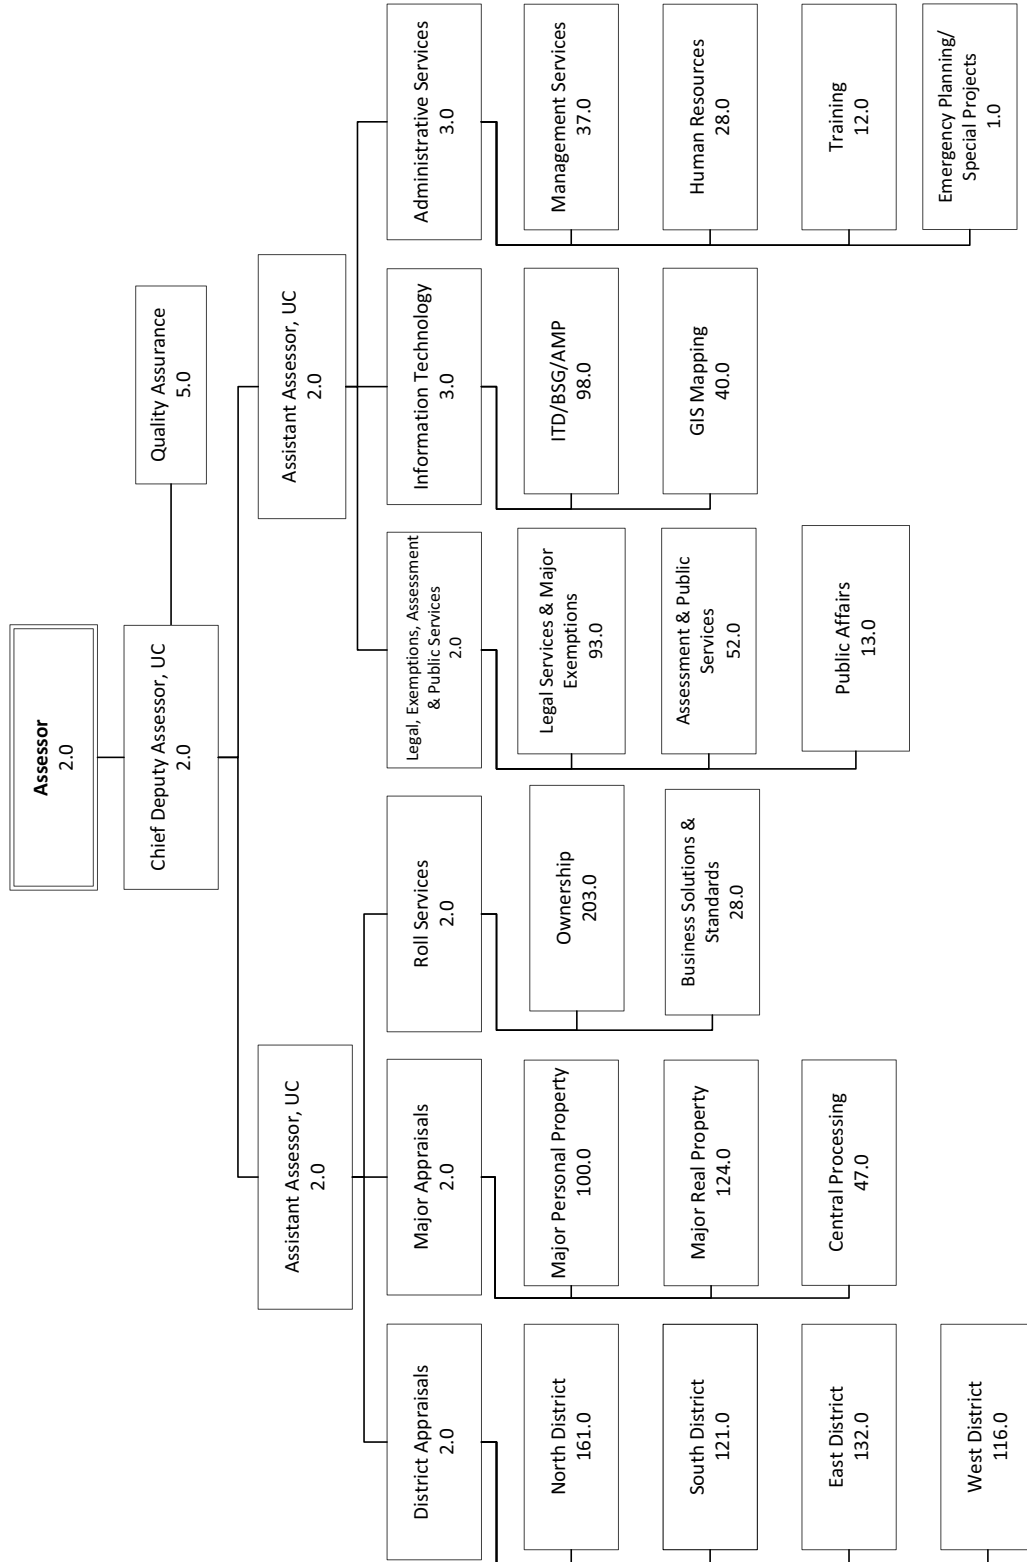 Assessor
2.0
Chief Deputy Assessor, UC
2.0
Quality Assurance
5.0
Assistant Assessor, UC
2.0
Assistant Assessor, UC
2.0
District Appraisals
2.0
North District
161.0
South District
121.0
East District
132.0
West District
116.0
Major Appraisals
2.0
Major Personal Property
100.0
Major Real Property
124.0
Central Processing
47.0
Roll Services
2.0
Ownership
203.0
Business Solutions &
Standards
28.0
Legal, Exemptions, Assessment
& Public Services
2.0
Legal Services & Major
Exemptions
93.0
Assessment & Public
Services
52.0
Public Affairs
13.0
Information Technology
3.0
ITD/BSG/AMP
98.0
GIS Mapping
40.0
Administrative Services
3.0
Management Services
37.0
Human Resources
28.0
Training
12.0
Emergency Planning/
Special Projects
1.0